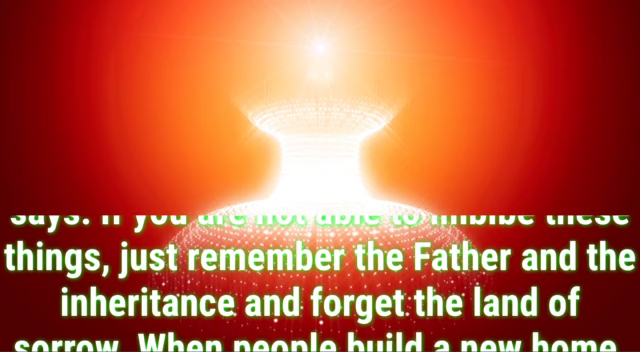 says: If you are not able to imbibe these
things, just remember the Father and the
inheritance and forget the land of
sorrow. When people build a new home,